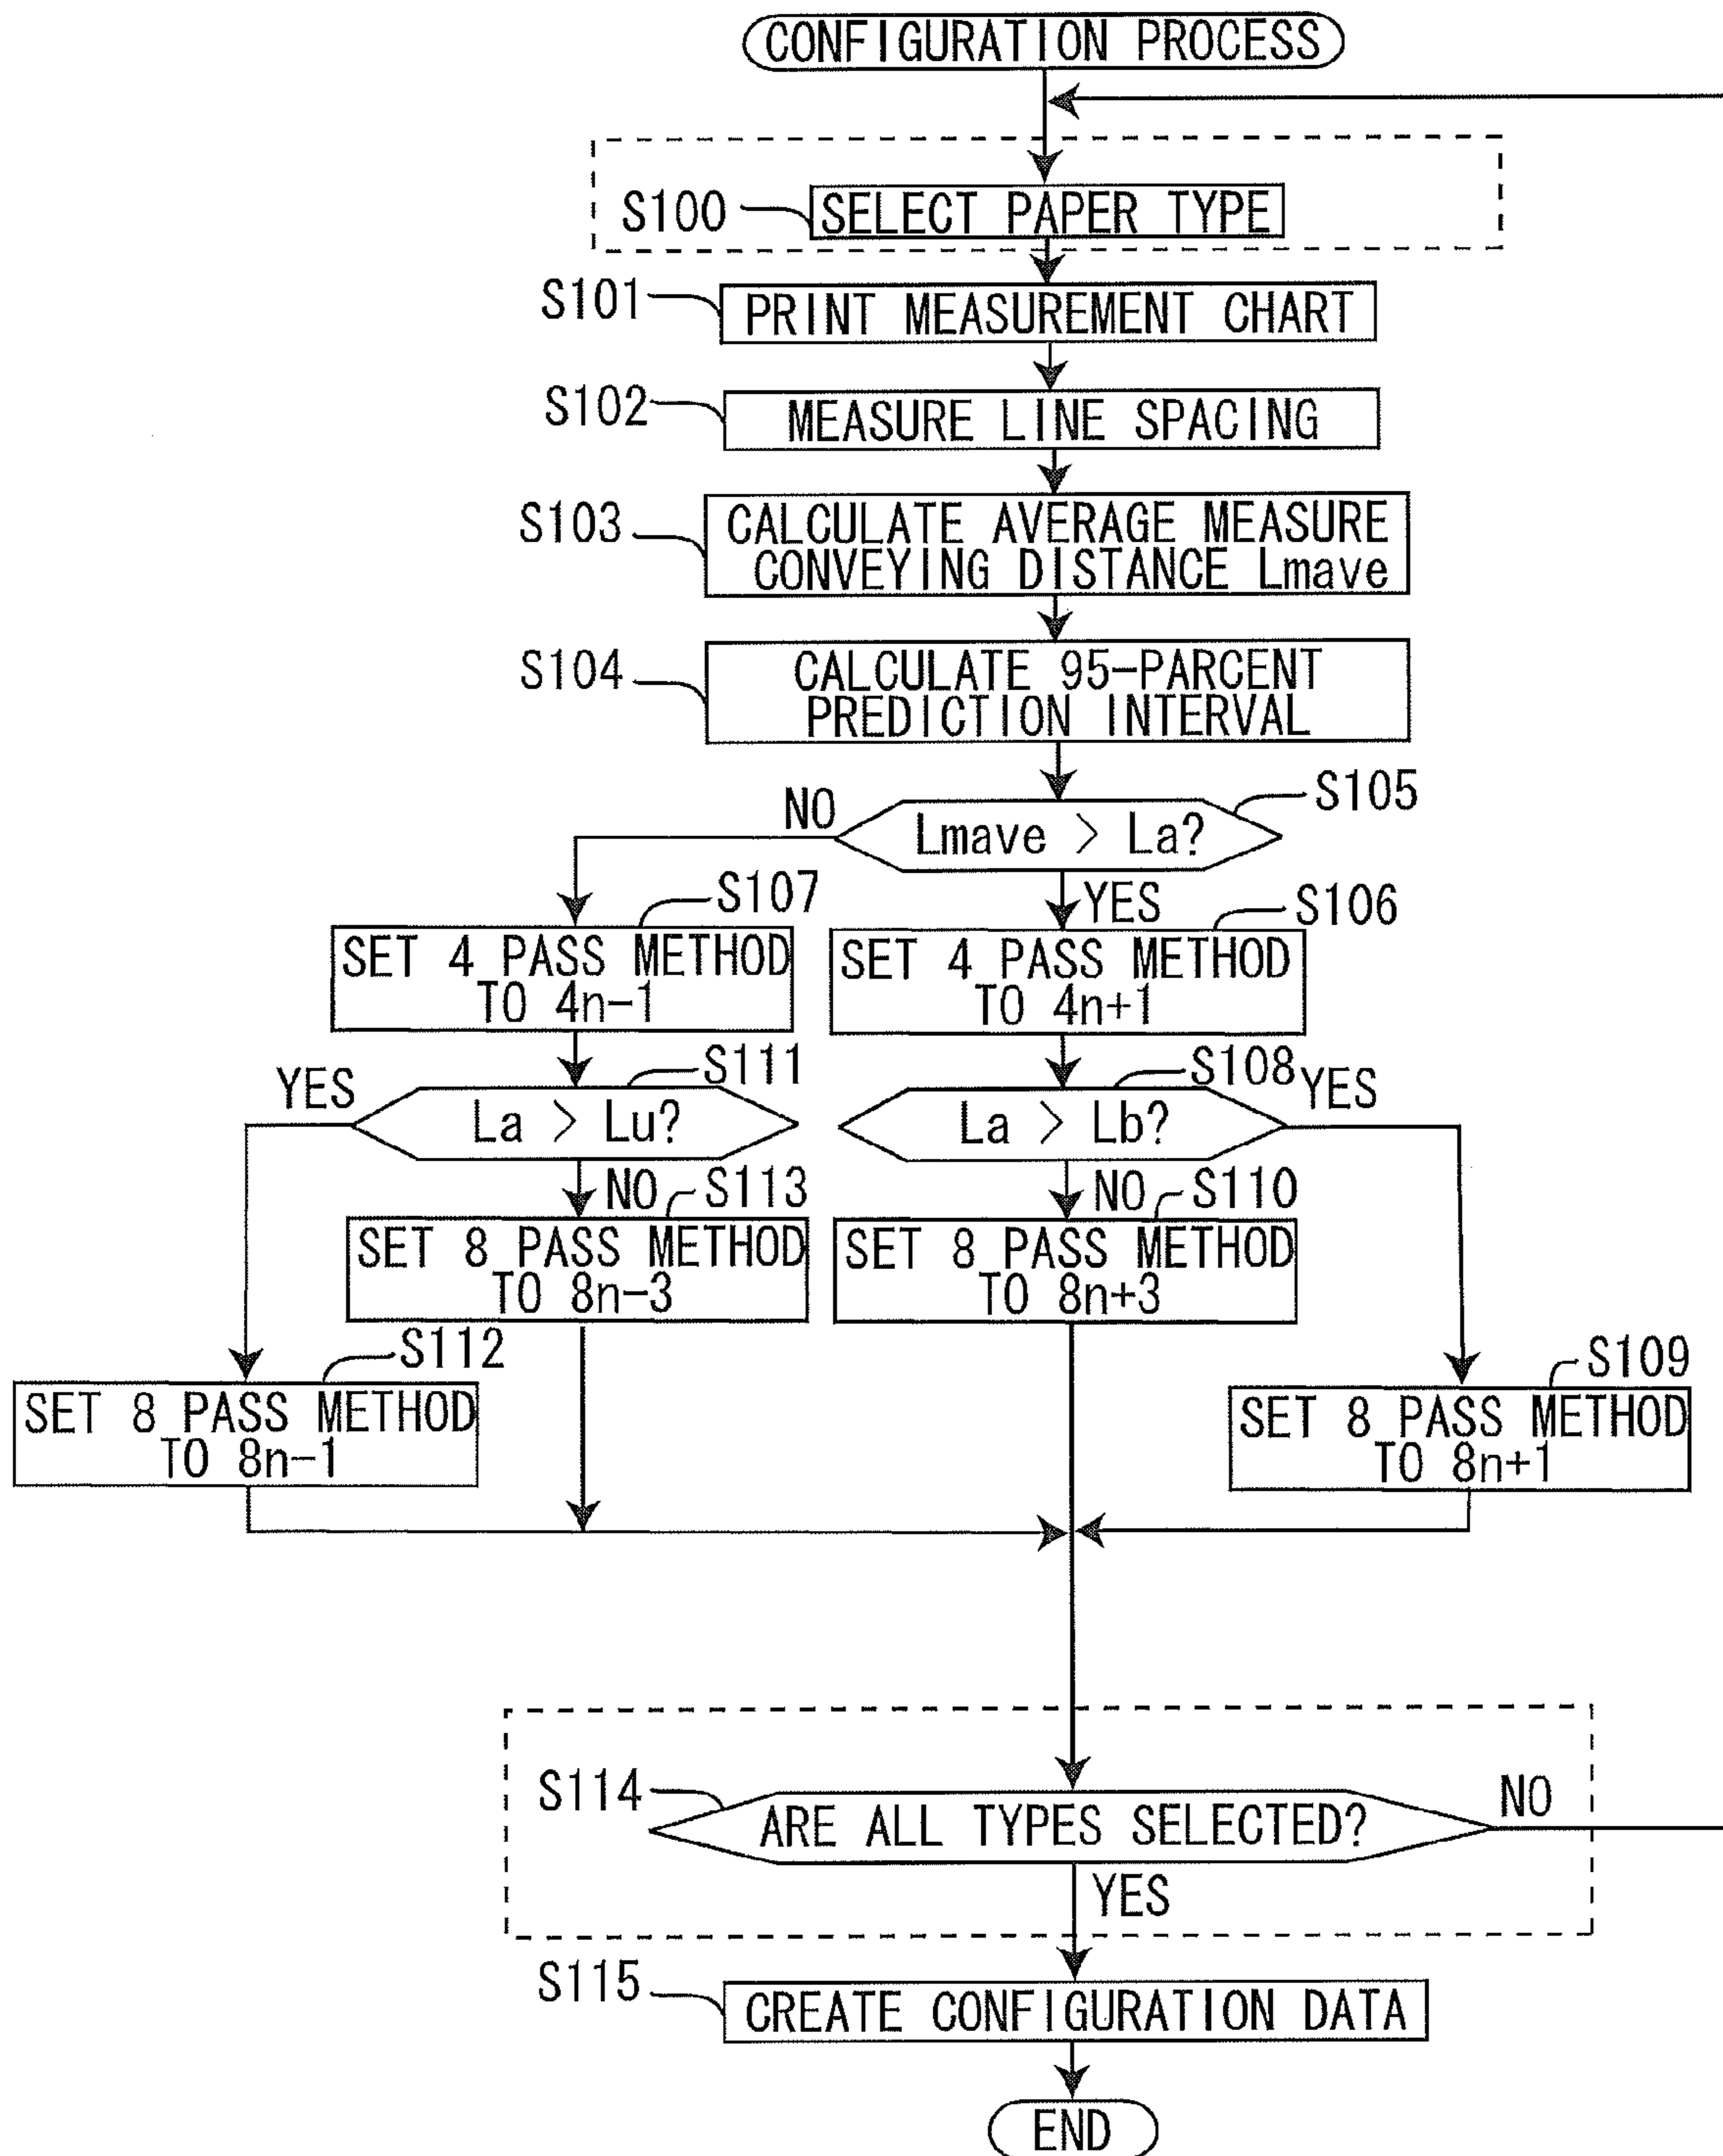 CONFIGURATION PROCESS
S100
SELECT PAPER TYPE
S101
PRINT MEASUREMENT CHART
S102
MEASURE LINE SPACING
S103
CALCULATE AVERAGE MEASURE
CONVEYING DISTANCE Lmave
S104
CALCULATE 95-PARCENT
PREDICTION INTERVAL
S105
NO
Lmave > La?
YES
S107
S106
SET 4 PASS METHOD
TO 4n-1
SET 4 PASS METHOD
TO 4n+1
S111
S108
YES
La > Lu?
La > Lb?
YES
NO
S113
NO
S110
SET 8 PASS METHOD
TO 8n-3
SET 8 PASS METHOD
TO 8n+3
S112
S109
SET 8 PASS METHOD
TO 8n-1
SET 8 PASS METHOD
TO 8n+1
S114
ARE ALL TYPES SELECTED?
NO
YES
S115
CREATE CONFIGURATION DATA
END